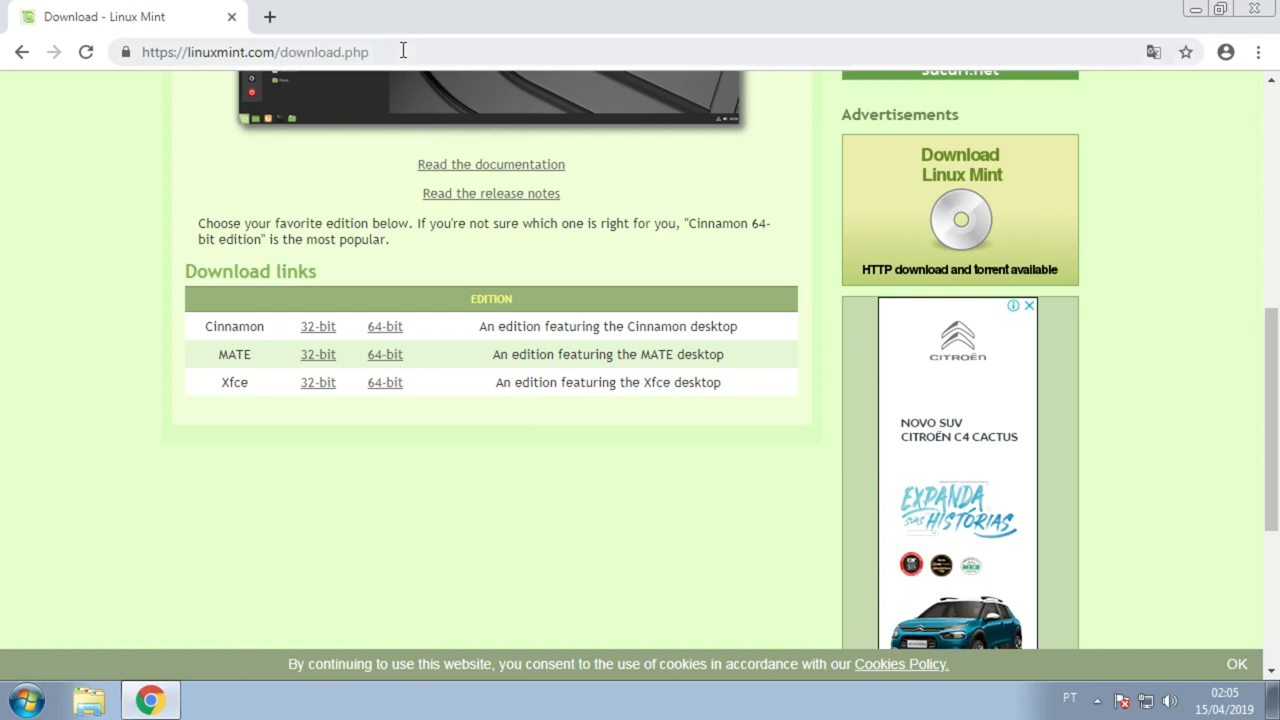 Download - Linux Mint
https://linuxmint.com/download.php
sucuri.net
Read the documentation
Read the release notes
Choose your favorite edition below. If you're not sure which one is right for you, "Cinnamon 64-
bit edition" is the most popular.
Download links
EDITION
Cinnamon 32-bit 64-bit An edition featuring the Cinnamon desktop
MATE 32-bit 64-bit An edition featuring the MATE desktop
Xfce 32-bit 64-bit An edition featuring the Xfce desktop
Advertisements
Download
Linux Mint
HTTP download and torrent available
CITROËN
NOVO SUV
CITROËN C4 CACTUS
EXPANDA
SUAS HISTÓRIAS
By continuing to use this website, you consent to the use of cookies in accordance with our Cookies Policy.
OK
PT
02:05
15/04/2019